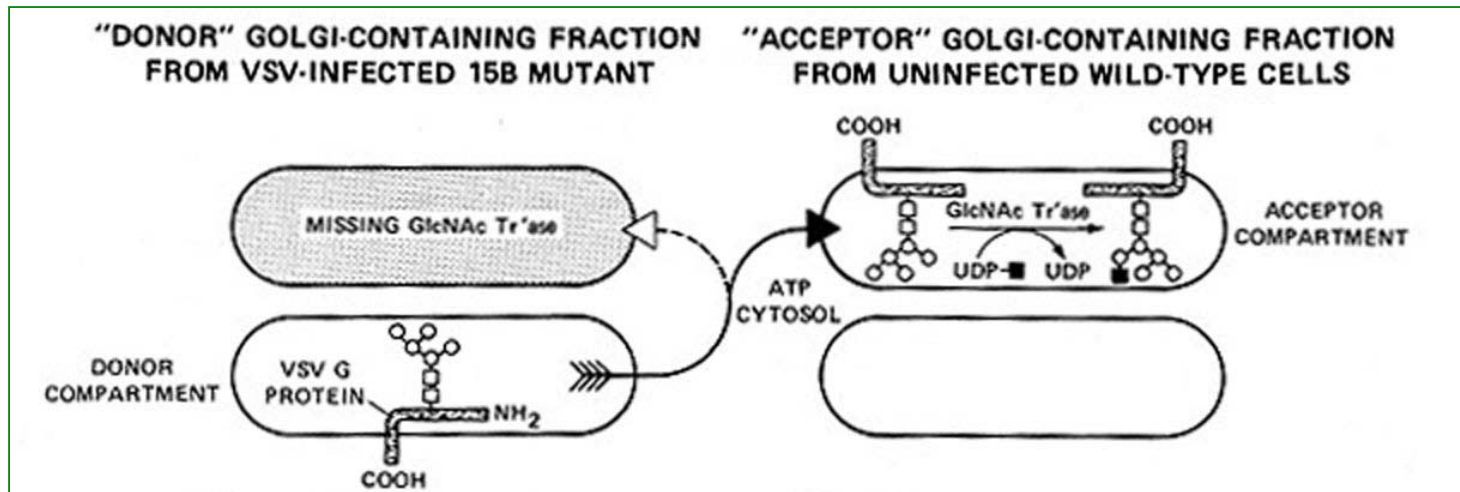 "DONOR" GOLGI-CONTAINING FRACTION
FROM VSV-INFECTED 15B MUTANT
"ACCEPTOR" GOLGI-CONTAINING FRACTION
FROM UNINFECTED WILD-TYPE CELLS
MISSING GlcNAc Tr'ase
DONOR
COMPARTMENT
VSV G
PROTEIN
NH2
COOH
ATP
CYTOSOL
COOH
COOH
GlcNAc Tr'ase
UDP-
UDP
ACCEPTOR
COMPARTMENT